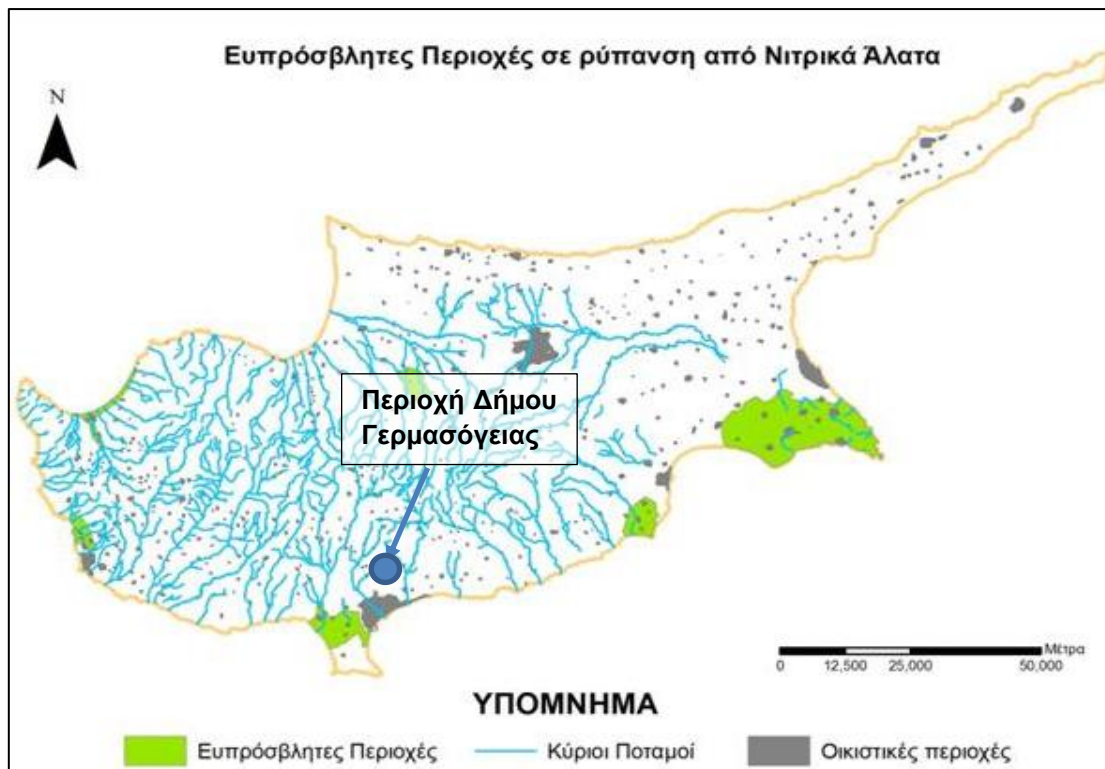 Ευπρόσβλητες Περιοχές σε ρύπανση από Νιτρικά Άλατα
N
Περιοχή Δήμου
Γερμασόγειας
Μέτρα
0 12,500 25,000 50,000
ΥΠΟΜΝΗΜΑ
Ευπρόσβλητες Περιοχές Κύριοι Ποταμοί Οικιστικές περιοχές